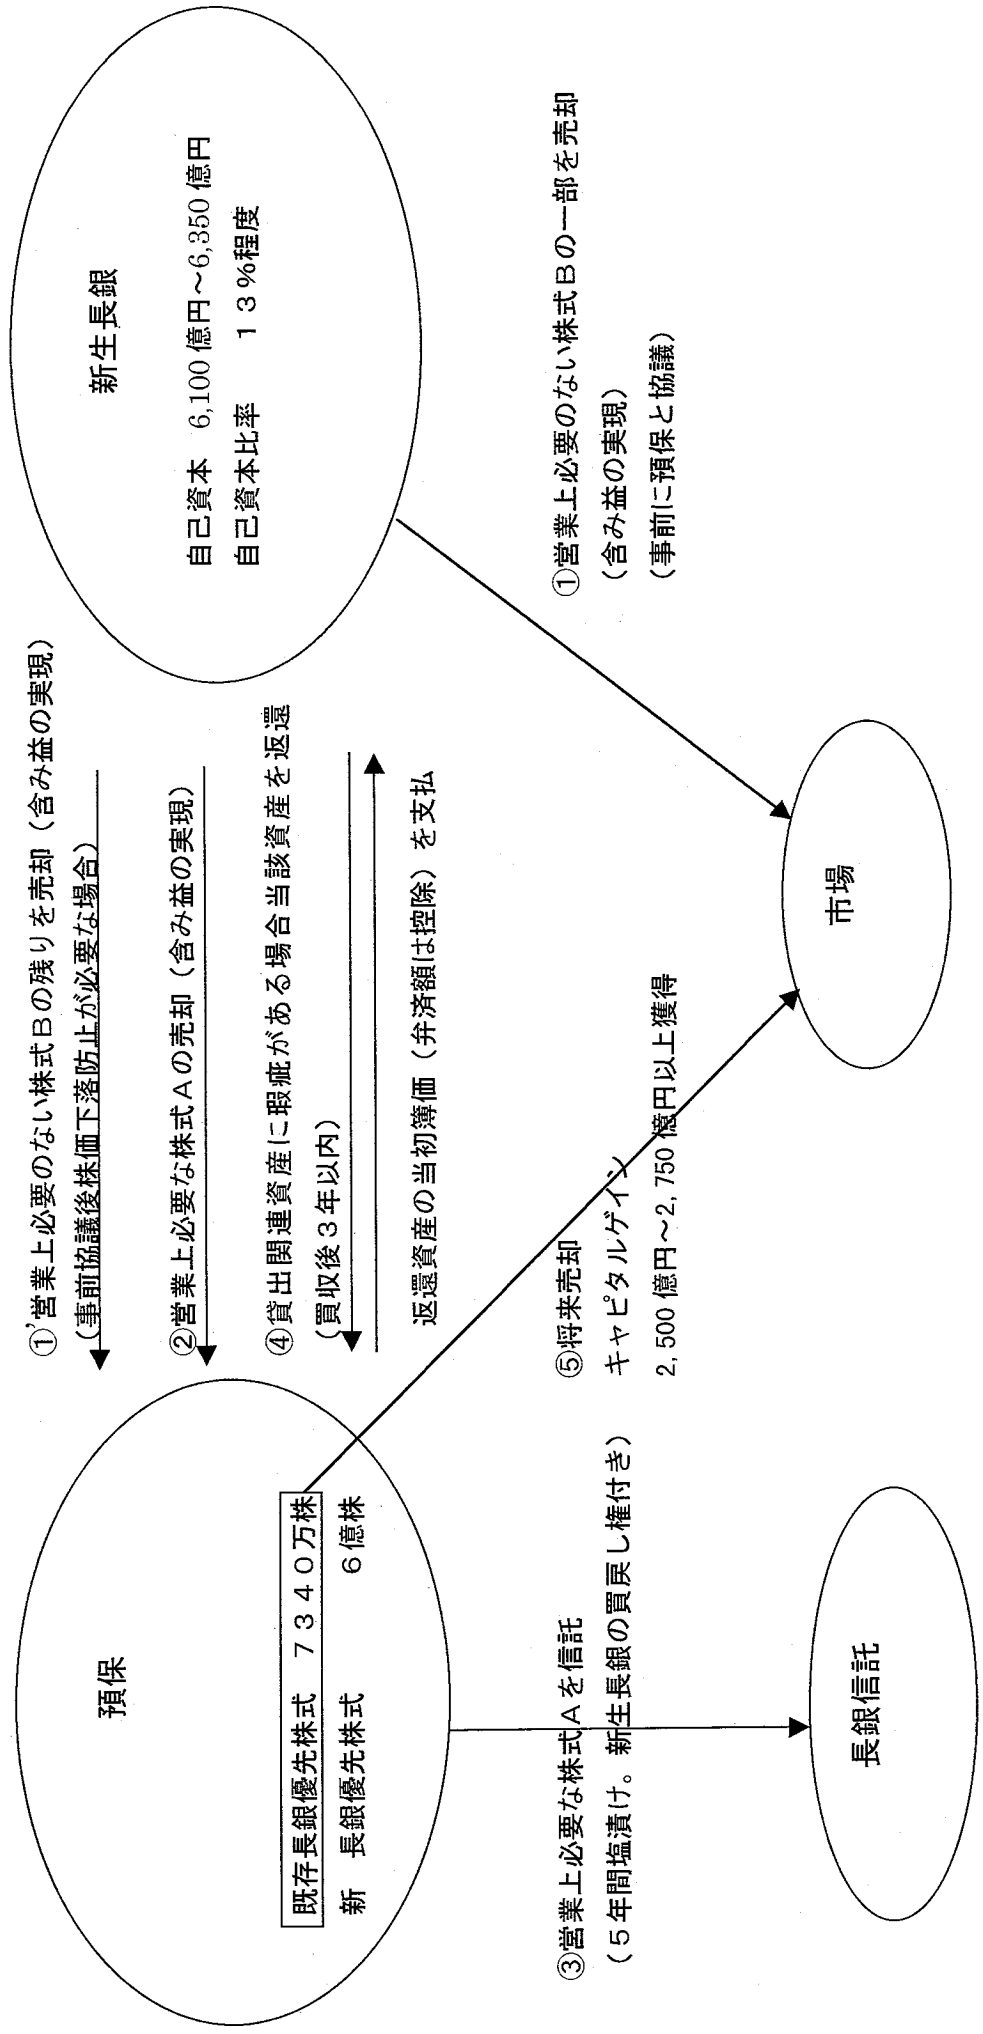 預保
既存長銀優先株式　７３４０万株
新　長銀優先株式　６億株
①'営業上必要のない株式Ｂの残りを売却（含み益の実現）
（事前協議後株価下落防止が必要な場合）
②営業上必要な株式Ａの売却（含み益の実現）
④貸出関連資産に瑕疵がある場合当該資産を返還
（買収後３年以内）
返還資産の当初簿価（弁済額は控除）を支払
新生長銀
自己資本　6,100億円～6,350億円
自己資本比率　１３％程度
③営業上必要な株式Ａを信託
（５年間塩漬け。新生長銀の買戻し権付き）
⑤将来売却
キャピタルゲイン
2,500億円～2,750億円以上獲得
①営業上必要のない株式Ｂの一部を売却
（含み益の実現）
（事前に預保と協議）
長銀信託
市場